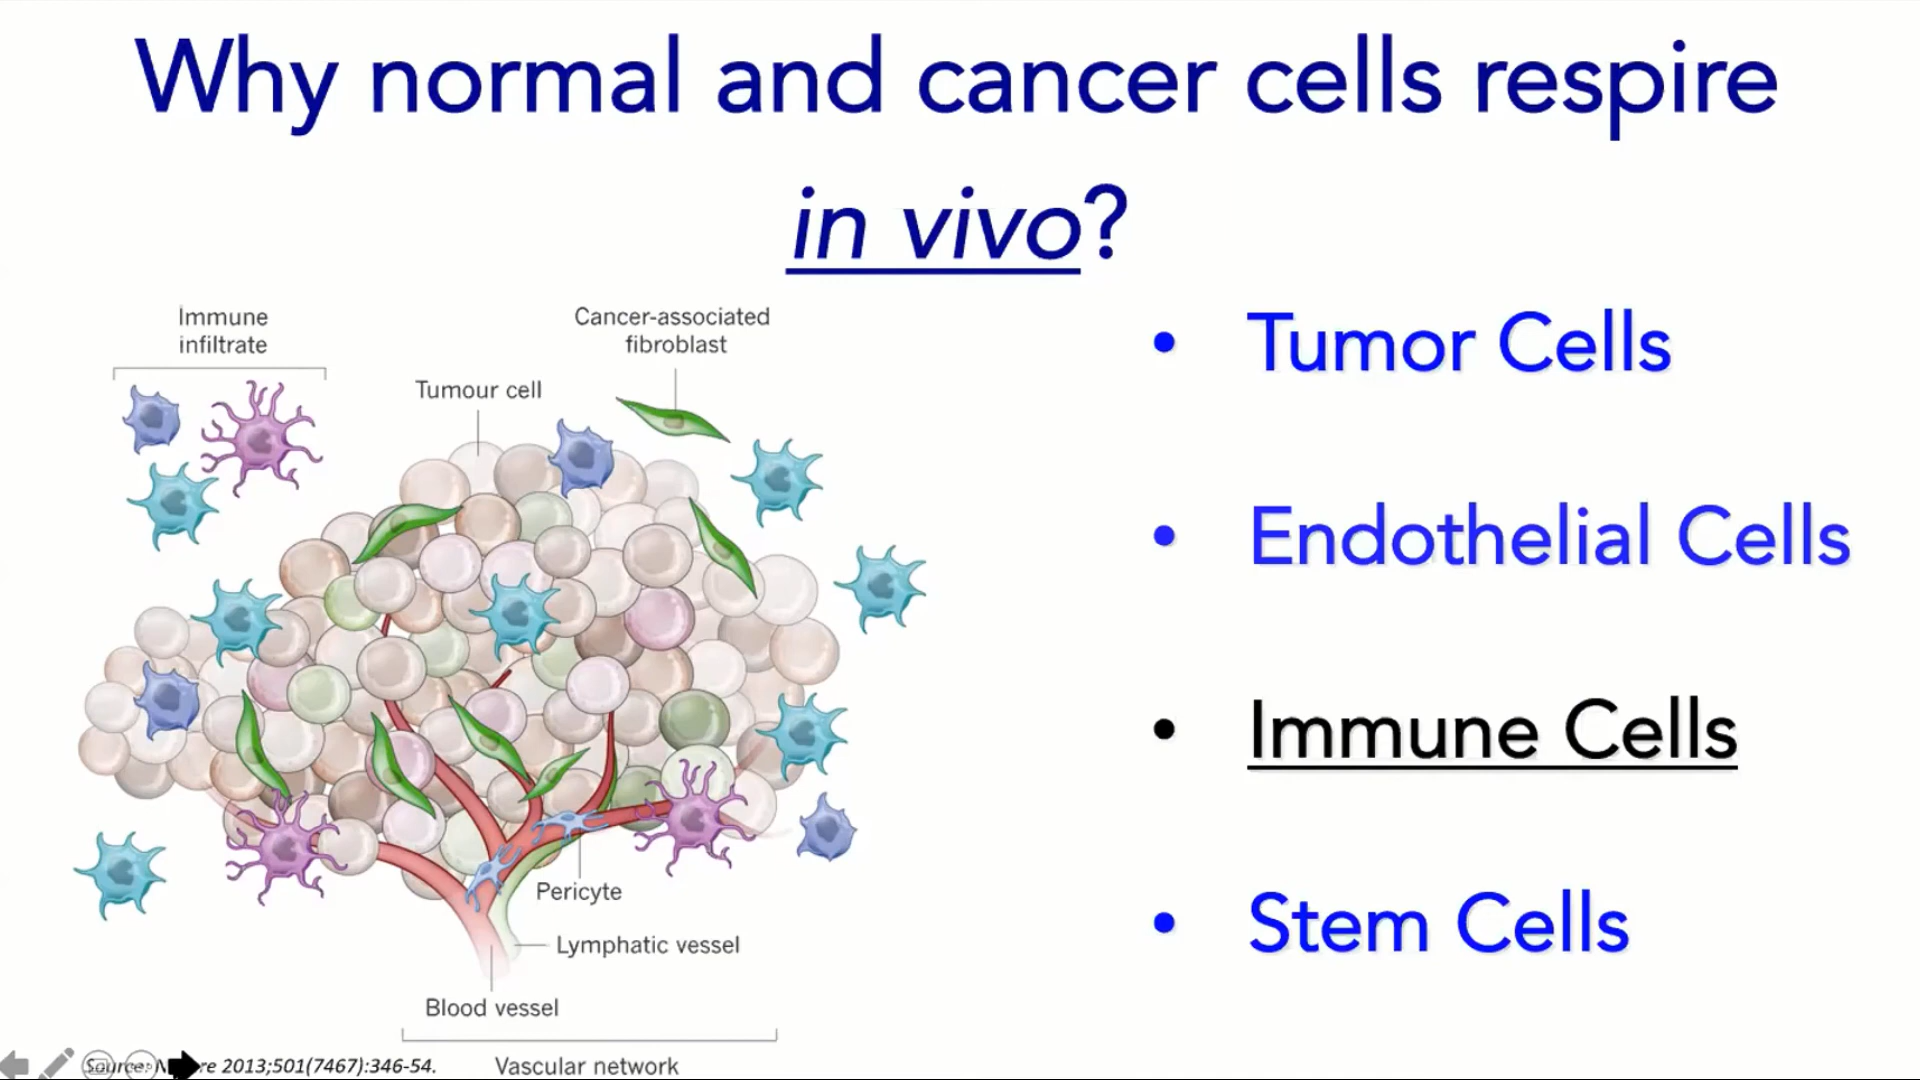 Why normal and cancer cells respire
in vivo?
Immune
infiltrate
Cancer-associated
fibroblast
Tumour cell
• Tumor Cells
• Endothelial Cells
• Immune Cells
• Stem Cells
Pericyte
Lymphatic vessel
Blood vessel
Vascular network
Source: 2013;501(7467):346-54.